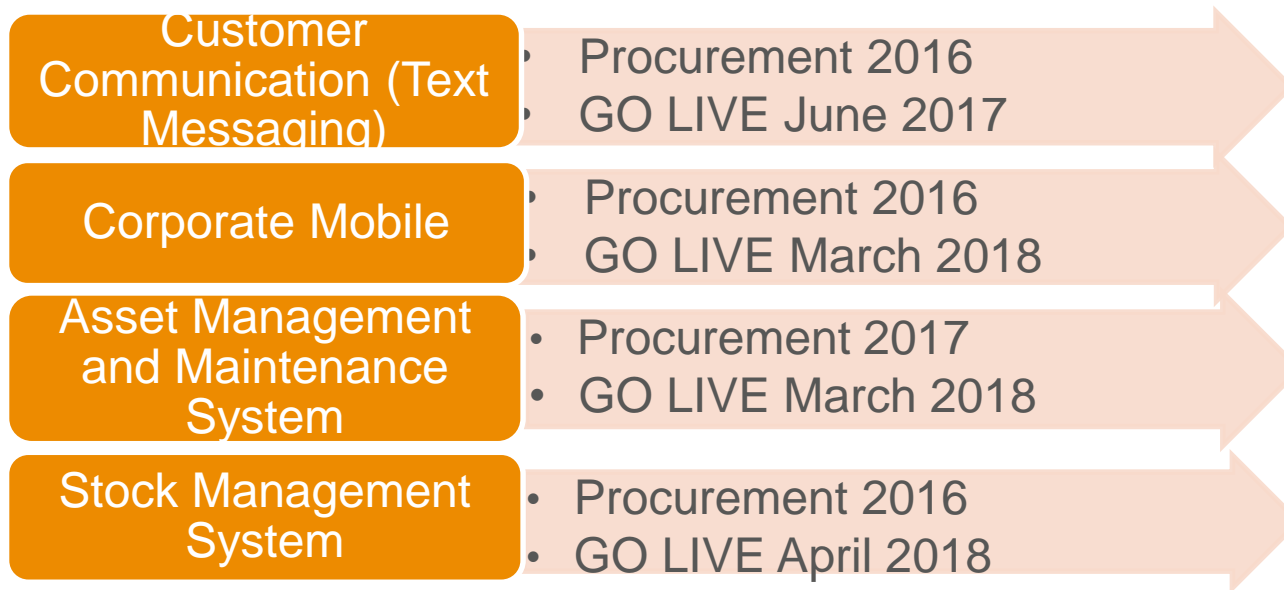 Customer
Communication (Text
Messaging)
• Procurement 2016
• GO LIVE June 2017
Corporate Mobile
• Procurement 2016
• GO LIVE March 2018
Asset Management
and Maintenance
System
• Procurement 2017
• GO LIVE March 2018
Stock Management
System
• Procurement 2016
• GO LIVE April 2018